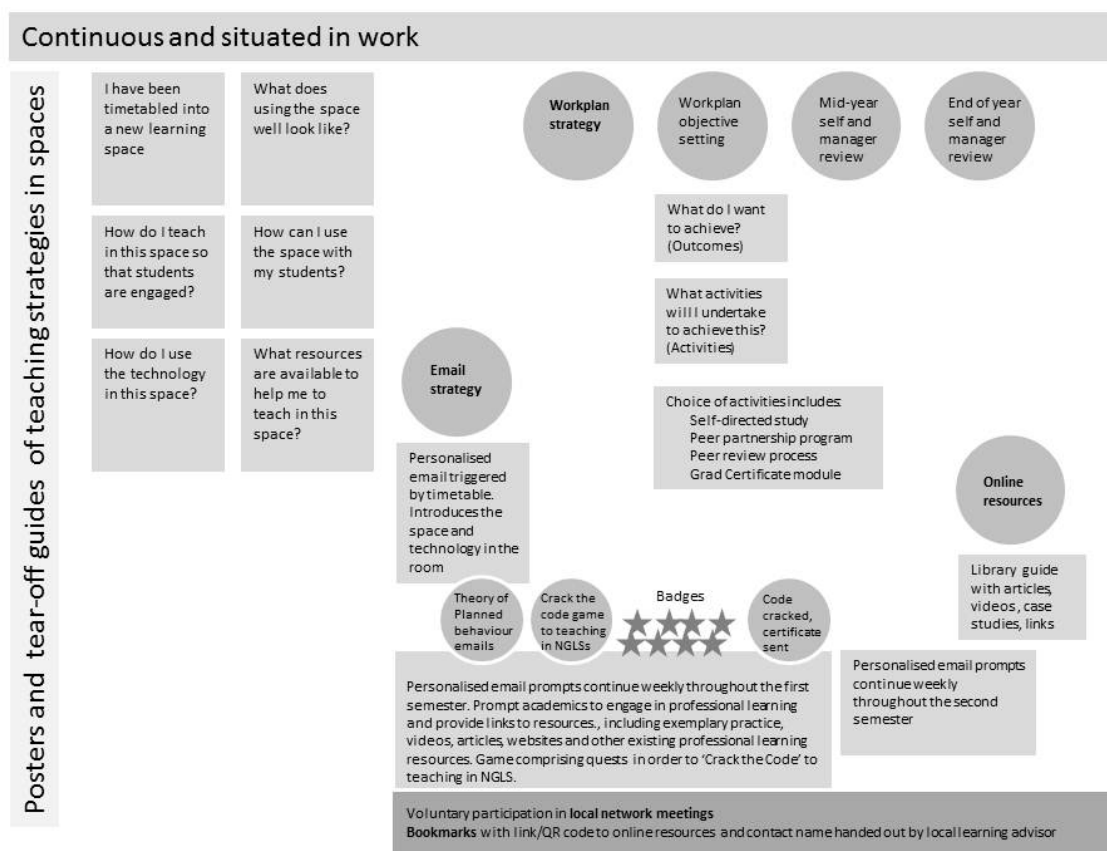 Continuous and situated in work
Posters and tear-off guides of teaching strategies in spaces
I have been
timetabled into
a new learning
space
What does
using the space
well look like?
How do I teach
in this space so
that students
are engaged?
How can I use
the space with
my students?
How do I use
the technology
in this space?
What resources
are available to
help me to
teach in this
space?
Workplan
strategy
Workplan
objective
setting
Mid-year
self and
manager
review
End of year
self and
manager
review
What do I want
to achieve?
(Outcomes)
What activities
will I undertake
to achieve this?
(Activities)
Choice of activities includes:
Self-directed study
Peer partnership program
Peer review process
Grad Certificate module
Email
strategy
Personalised
email triggered
by timetable.
Introduces the
space and
technology in the
room
Online
resources
Library guide
with articles,
videos, case
studies, links
Theory of
Planned
behaviour
emails
Crack the
code game
to teaching
in NGLSs
Badges
Code
cracked,
certificate
sent
Personalised email prompts continue weekly throughout the first
semester. Prompt academics to engage in professional learning
and provide links to resources., including exemplary practice,
videos, articles, websites and other existing professional learning
resources. Game comprising quests in order to ‘Crack the Code’ to
teaching in NGLS.
Personalised email prompts
continue weekly
throughout the second
semester
Voluntary participation in local network meetings
Bookmarks with link/QR code to online resources and contact name handed out by local learning advisor